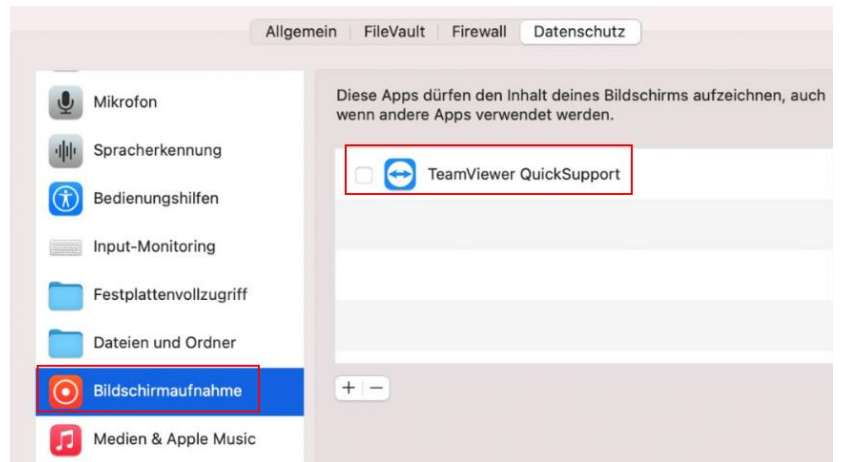 Allgemein FileVault Firewall Datenschutz
Mikrofon
Spracherkennung
Bedienungshilfen
Input-Monitoring
Festplattenvollzugriff
Dateien und Ordner
Bildschirmaufnahme
Medien & Apple Music
Diese Apps dürfen den Inhalt deines Bildschirms aufzeichnen, auch
wenn andere Apps verwendet werden.
TeamViewer QuickSupport
+ −